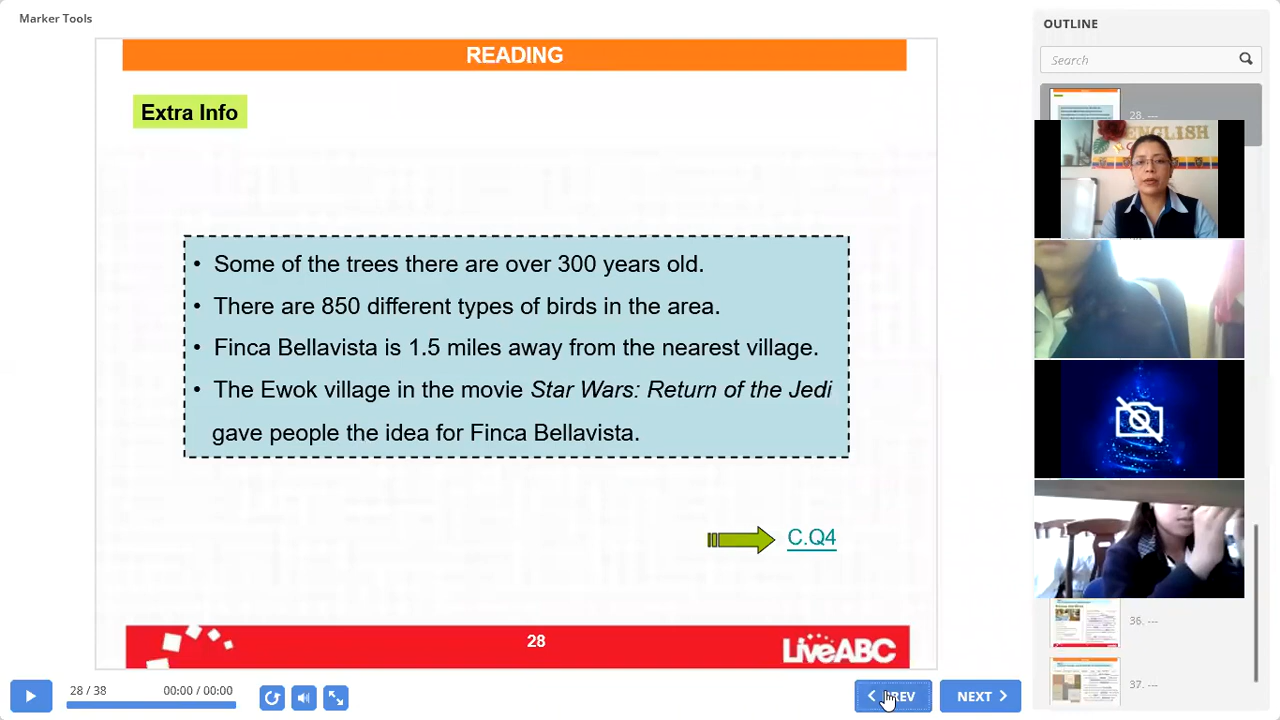 Marker Tools
READING
Extra Info
• Some of the trees there are over 300 years old.
• There are 850 different types of birds in the area.
• Finca Bellavista is 1.5 miles away from the nearest village.
• The Ewok village in the movie Star Wars: Return of the Jedi
gave people the idea for Finca Bellavista.
C.Q4
28
LiveABC
28 / 38
00:00 / 00:00
NEXT
OUTLINE
Search
28. ---
ENGLISH
36. ---
37. ---